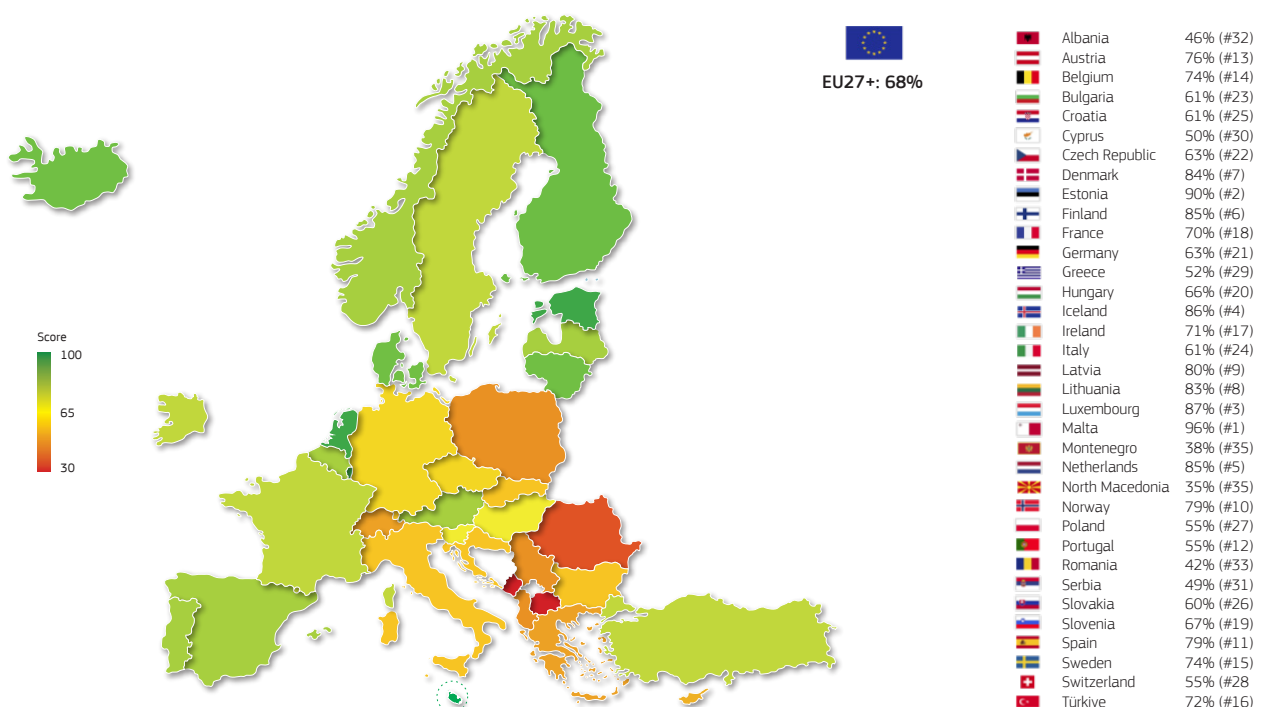 EU27+: 68%
Score
100
65
30
Albania 46% (#32)
Austria 76% (#13)
Belgium 74% (#14)
Bulgaria 61% (#23)
Croatia 61% (#25)
Cyprus 50% (#30)
Czech Republic 63% (#22)
Denmark 84% (#7)
Estonia 90% (#2)
Finland 85% (#6)
France 70% (#18)
Germany 63% (#21)
Greece 52% (#29)
Hungary 66% (#20)
Iceland 86% (#4)
Ireland 71% (#17)
Italy 61% (#24)
Latvia 80% (#9)
Lithuania 83% (#8)
Luxembourg 87% (#3)
Malta 96% (#1)
Montenegro 38% (#35)
Netherlands 85% (#5)
North Macedonia 35% (#35)
Norway 79% (#10)
Poland 55% (#27)
Portugal 55% (#12)
Romania 42% (#33)
Serbia 49% (#31)
Slovakia 60% (#26)
Slovenia 67% (#19)
Spain 79% (#11)
Sweden 74% (#15)
Switzerland 55% (#28
Türkiye 72% (#16)